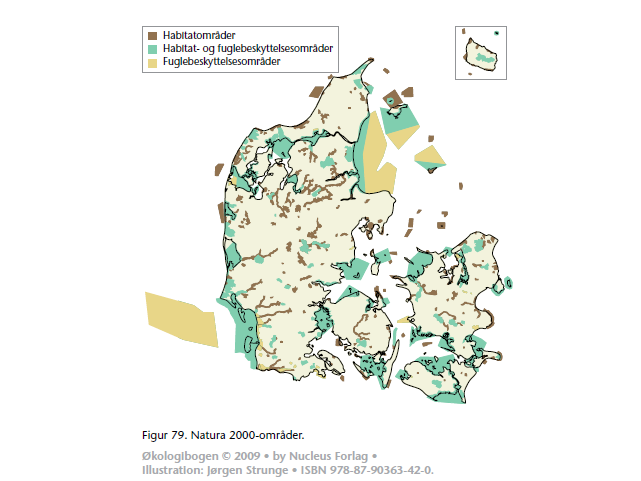 Habitatområder
Habitat- og fuglebeskyttelsesområder
Fuglebeskyttelsesområder
Figur 79. Natura 2000-områder.
Økologibogen © 2009 • by Nucleus Forlag •
Illustration: Jørgen Strunge • ISBN 978-87-90363-42-0.